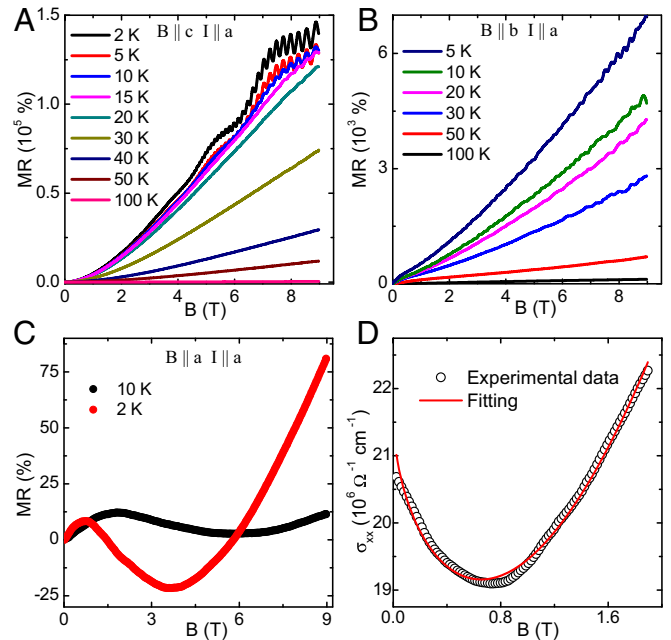 A
B || c I || a
2 K
5 K
10 K
15 K
20 K
30 K
40 K
50 K
100 K
MR (10⁵ %)
1.5
1.0
0.5
0.0
0 2 4 6 8
B (T)
B
B || b I || a
5 K
10 K
20 K
30 K
50 K
100 K
MR (10³ %)
6
3
0
0 2 4 6 8
B (T)
C
B || a I || a
10 K
2 K
MR (%)
75
50
25
0
-25
0 3 6 9
B (T)
D
Experimental data
Fitting
σxx (10⁶ Ω⁻¹ cm⁻¹)
22
21
20
19
0.0 0.8 1.6
B (T)